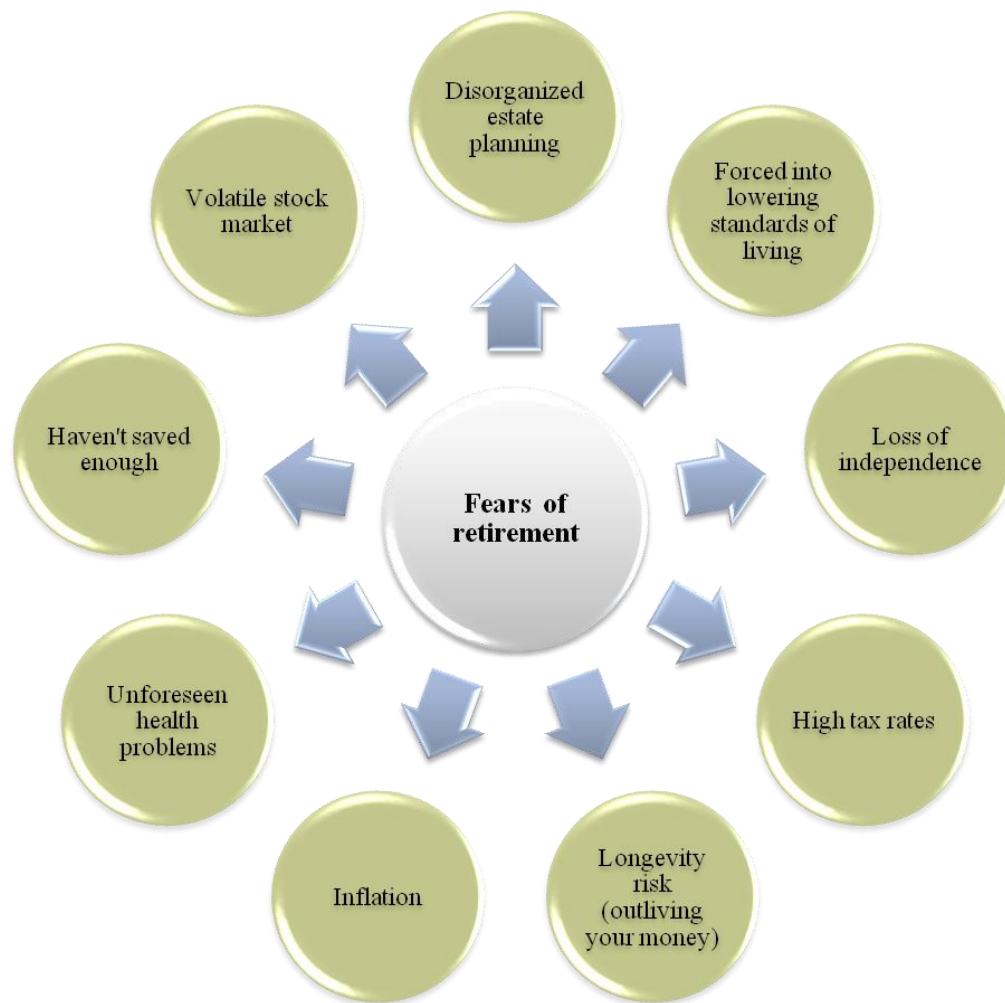 Disorganized
estate
planning
Forced into
lowering
standards of
living
Loss of
independence
High tax rates
Longevity
risk
(outliving
your money)
Inflation
Unforeseen
health
problems
Haven't saved
enough
Volatile stock
market
Fears of
retirement